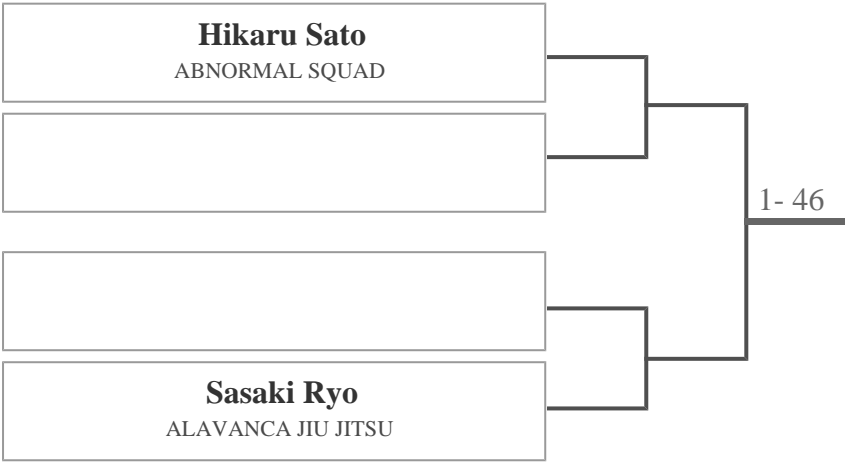 Hikaru Sato
ABNORMAL SQUAD
1- 46
Sasaki Ryo
ALAVANCA JIU JITSU